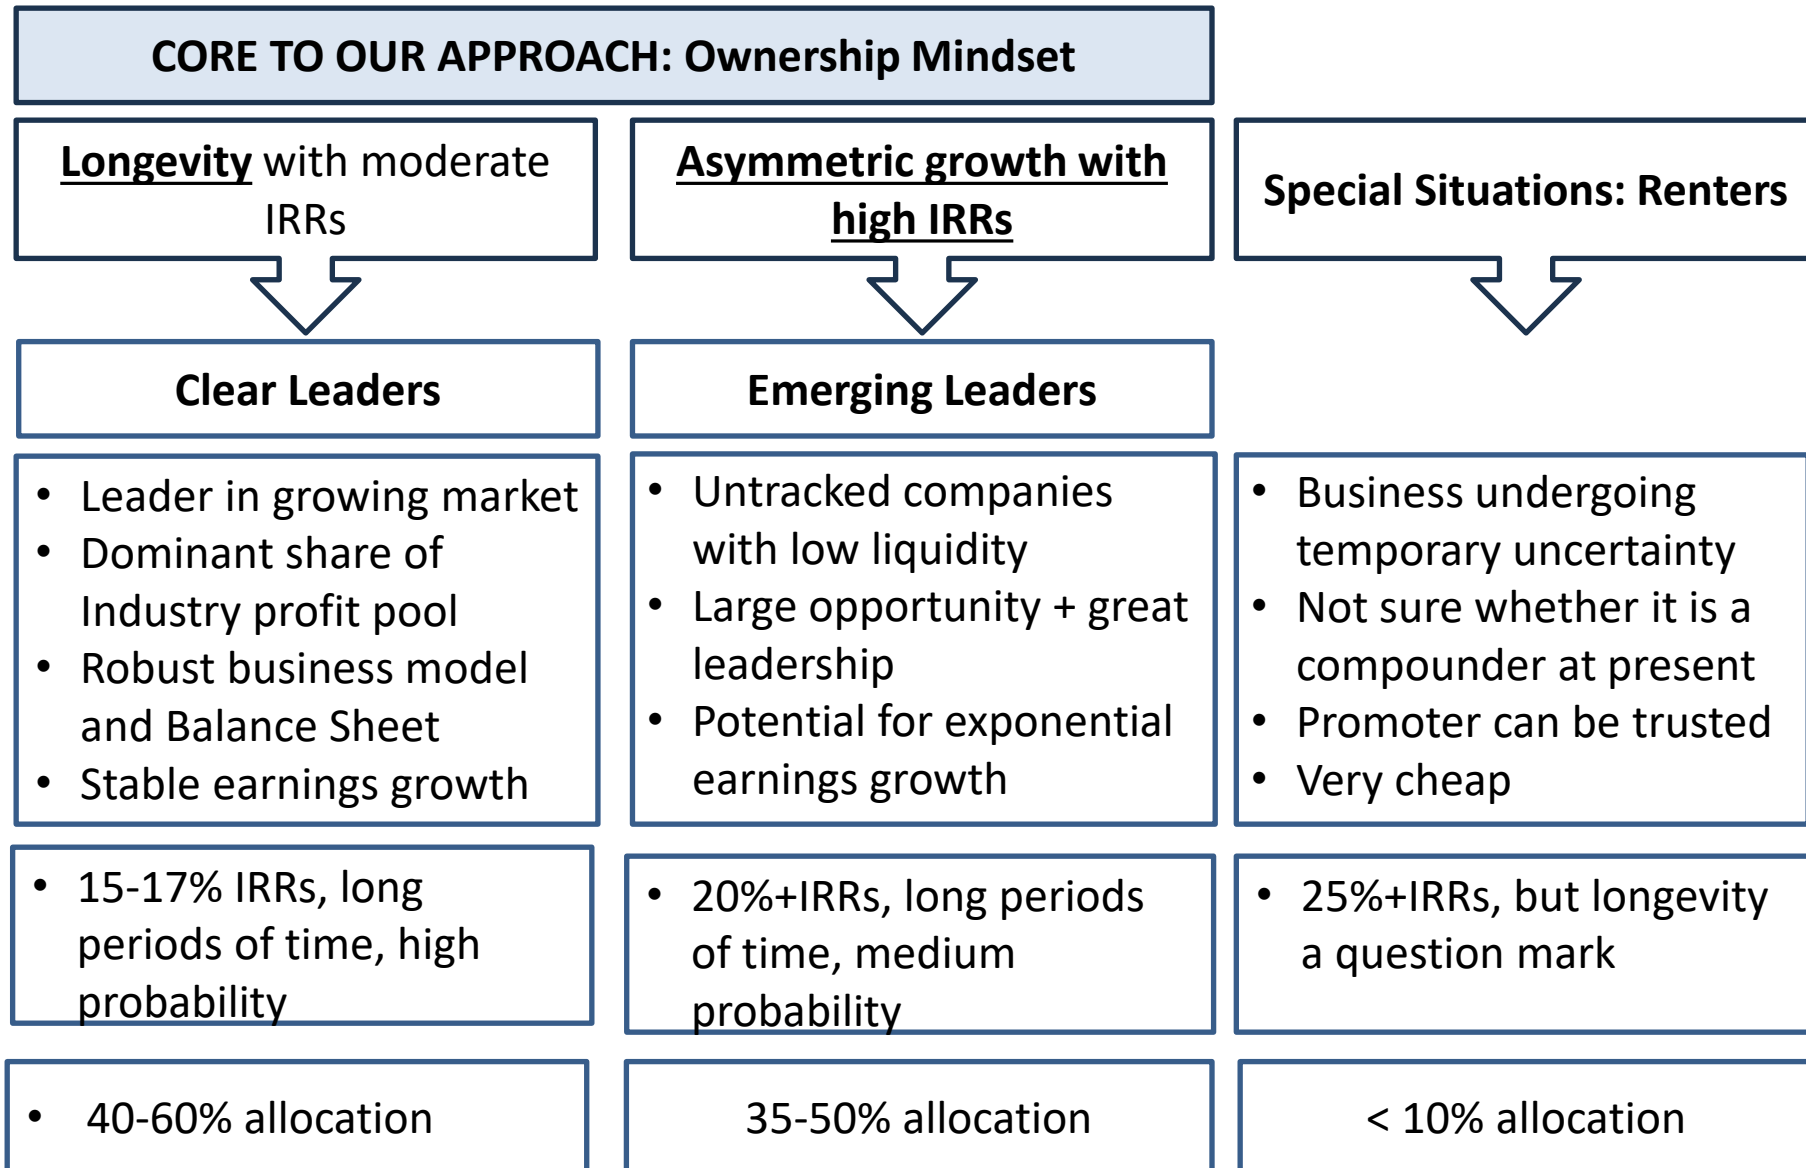 CORE TO OUR APPROACH: Ownership Mindset
Longevity with moderate
IRRs
Asymmetric growth with
high IRRs
Special Situations: Renters
Clear Leaders
Emerging Leaders
• Leader in growing market
• Dominant share of
Industry profit pool
• Robust business model
and Balance Sheet
• Stable earnings growth
• Untracked companies
with low liquidity
• Large opportunity + great
leadership
• Potential for exponential
earnings growth
• Business undergoing
temporary uncertainty
• Not sure whether it is a
compounder at present
• Promoter can be trusted
• Very cheap
• 15-17% IRRs, long
periods of time, high
probability
• 20%+IRRs, long periods
of time, medium
probability
• 25%+IRRs, but longevity
a question mark
• 40-60% allocation
35-50% allocation
< 10% allocation